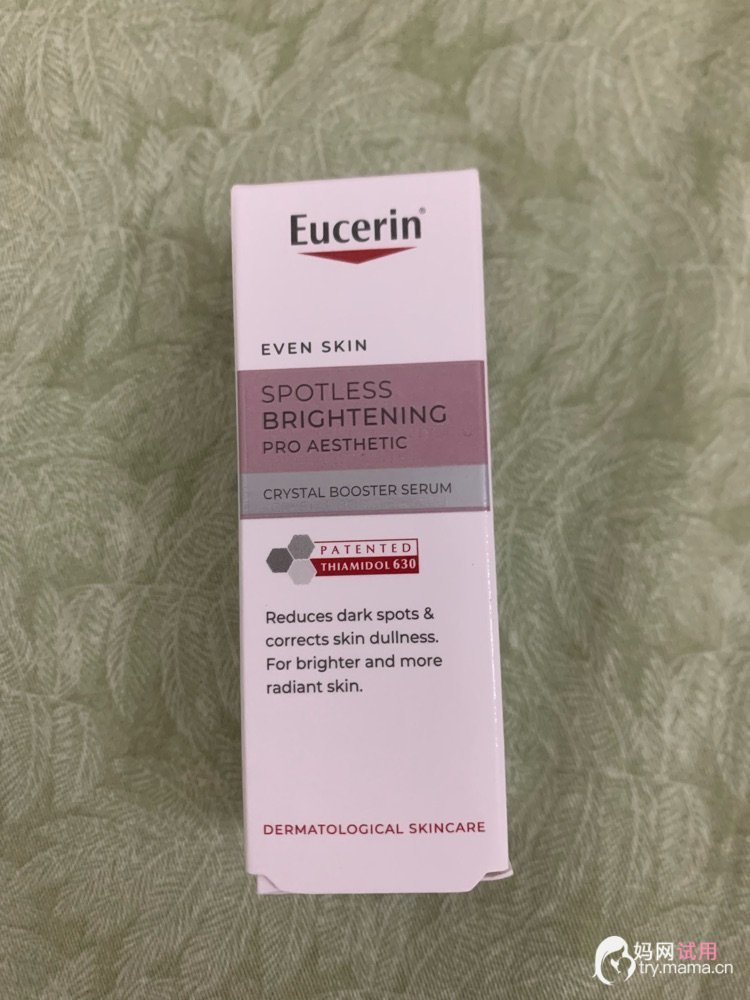 Eucerin®
EVEN SKIN
SPOTLESS
BRIGHTENING
PRO AESTHETIC
CRYSTAL BOOSTER SERUM
PATENTED
THIAMIDOL 630
Reduces dark spots &
corrects skin dullness.
For brighter and more
radiant skin.
DERMATOLOGICAL SKINCARE
妈网试用
try.mama.cn